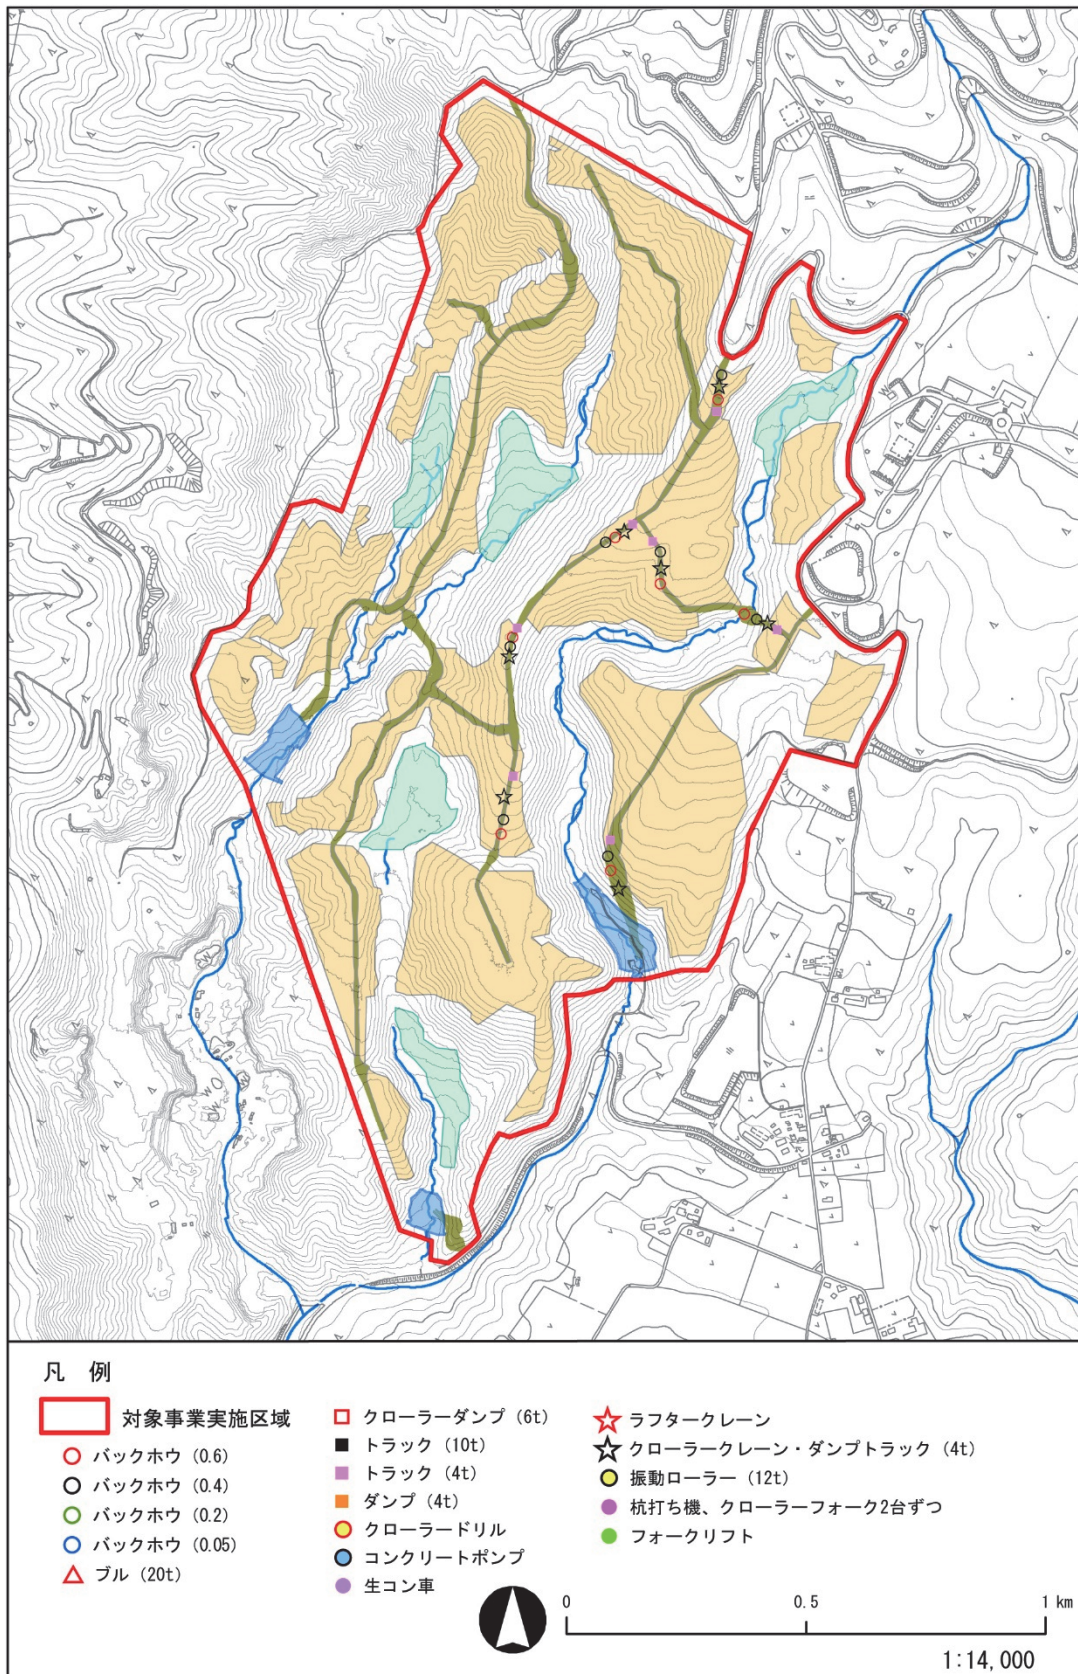 凡 例
対象事業実施区域
バックホウ (0.6)
バックホウ (0.4)
バックホウ (0.2)
バックホウ (0.05)
ブル (20t)
クローラーダンプ (6t)
トラック (10t)
トラック (4t)
ダンプ (4t)
クローラードリル
コンクリートポンプ
生コン車
ラフタークレーン
クローラークレーン・ダンプトラック (4t)
振動ローラー (12t)
杭打ち機、クローラーフォーク2台ずつ
フォークリフト
0 0.5 1 km
1:14,000